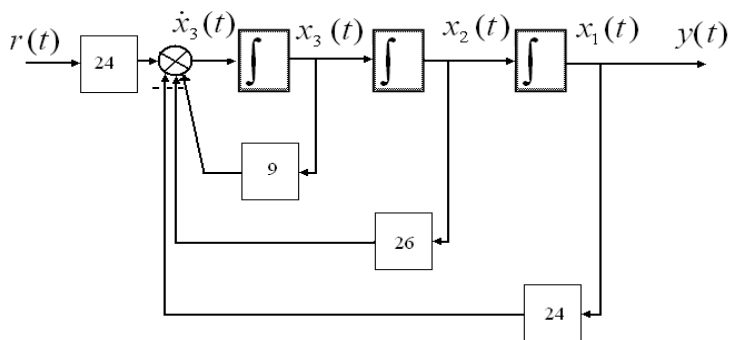 r(t) 24 ẋ₃(t) ∫ x₃(t) ∫ x₂(t) ∫ x₁(t) y(t)
- - -
9
26
24